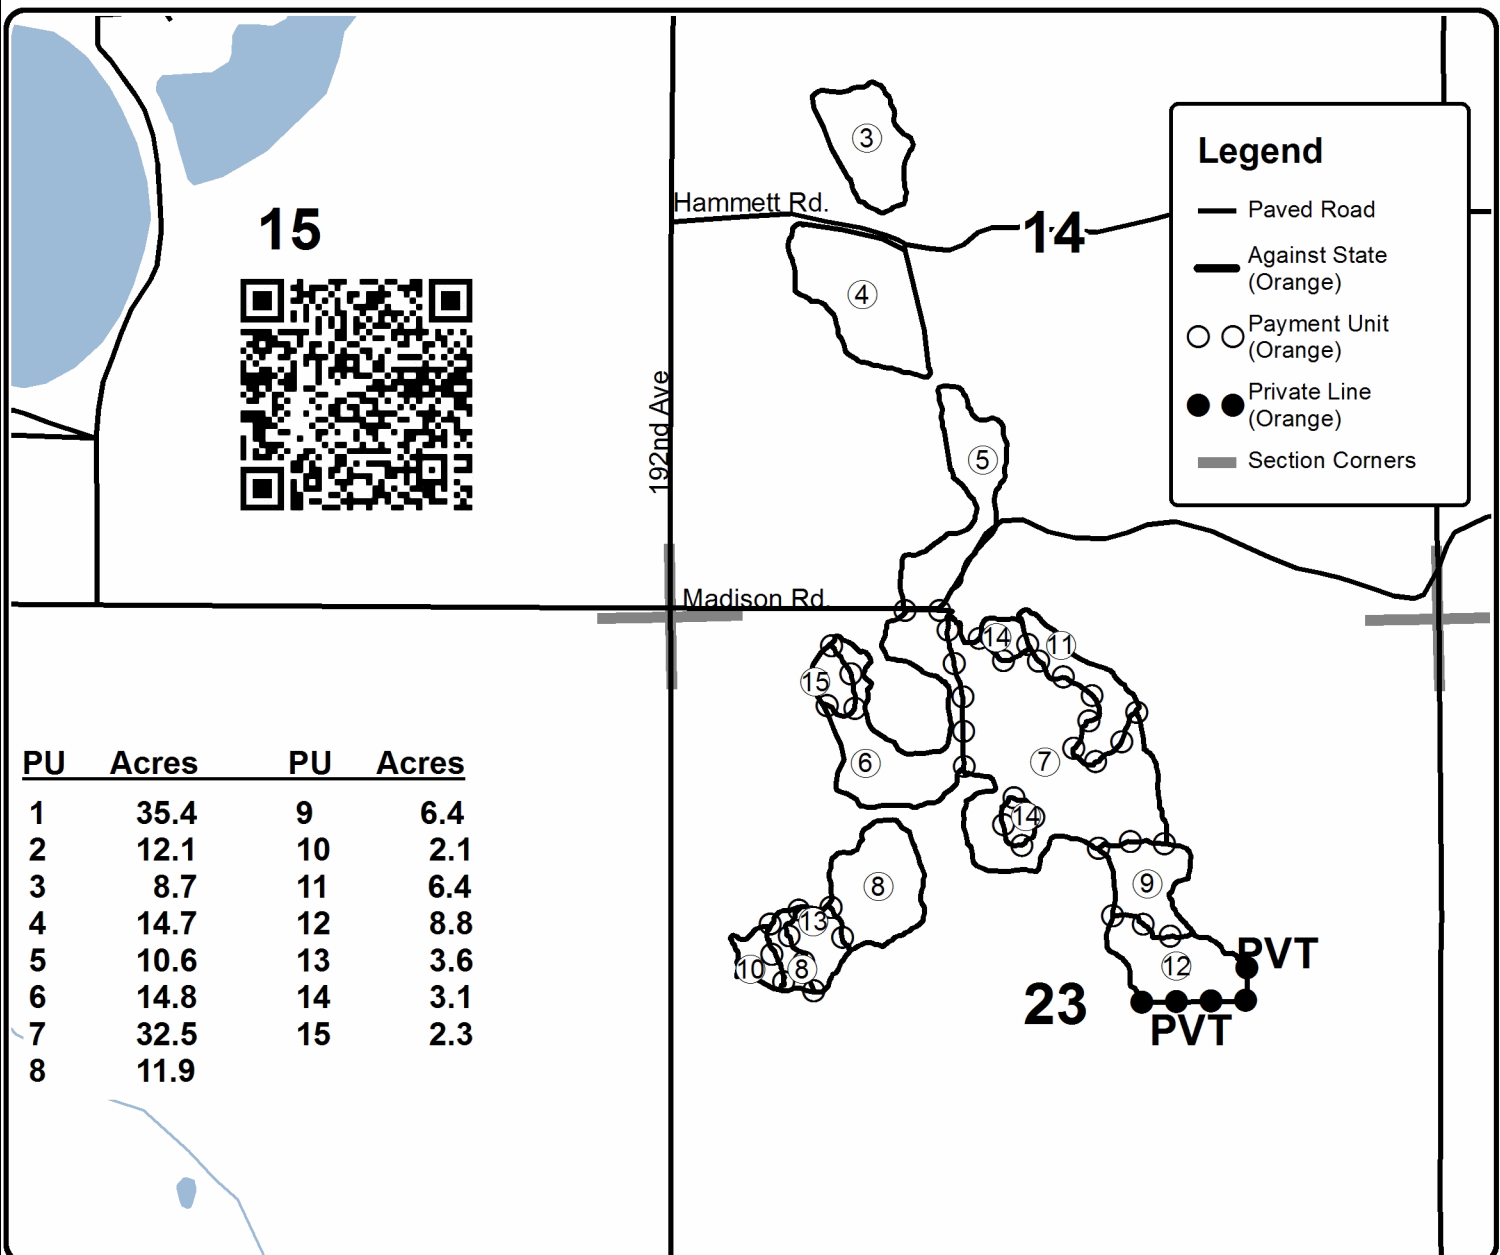 3
Hammett Rd.
15
14
4
192nd Ave
5
Legend
Paved Road
Against State
(Orange)
Payment Unit
(Orange)
Private Line
(Orange)
Section Corners
Madison Rd.
14
11
15
6
7
14
8
9
13
10
8
12
PVT
PVT
23
PU Acres PU Acres
1 35.4 9 6.4
2 12.1 10 2.1
3 8.7 11 6.4
4 14.7 12 8.8
5 10.6 13 3.6
6 14.8 14 3.1
7 32.5 15 2.3
8 11.9